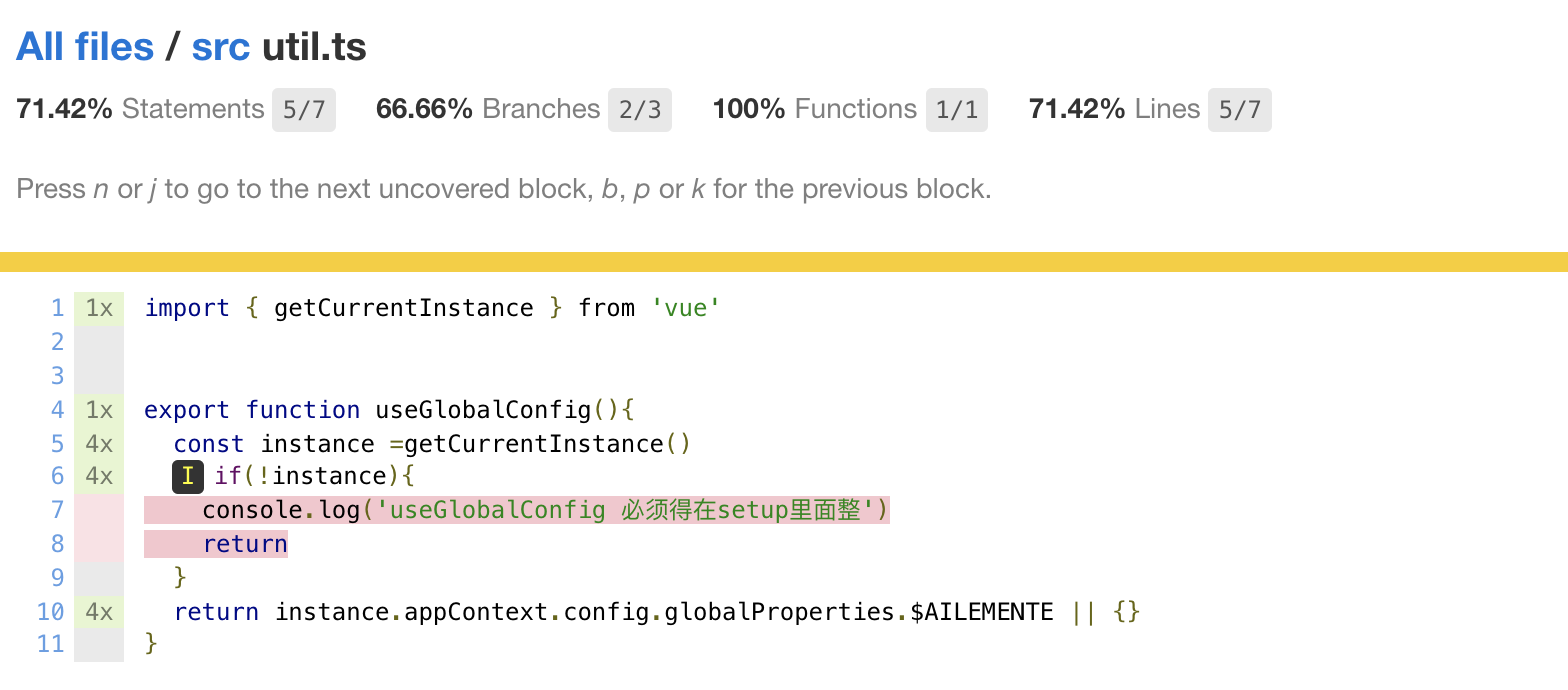 All files / src util.ts
71.42% Statements 5/7 66.66% Branches 2/3 100% Functions 1/1 71.42% Lines 5/7
Press n or j to go to the next uncovered block, b, p or k for the previous block.
1 1x import { getCurrentInstance } from 'vue'
2
3
4 1x export function useGlobalConfig(){
5 4x const instance =getCurrentInstance()
6 4x I if(!instance){
7 console.log('useGlobalConfig 必须得在setup里面整')
8 return
9 }
10 4x return instance.appContext.config.globalProperties.$AILEMENTE || {}
11 }